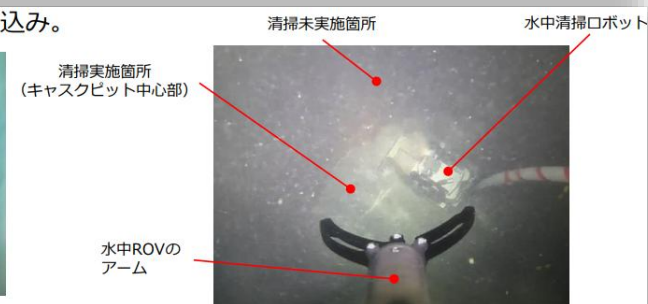 込み。
清掃未実施箇所
水中清掃ロボット
清掃実施箇所
（キャスクピット中心部）
水中ROVの
アーム